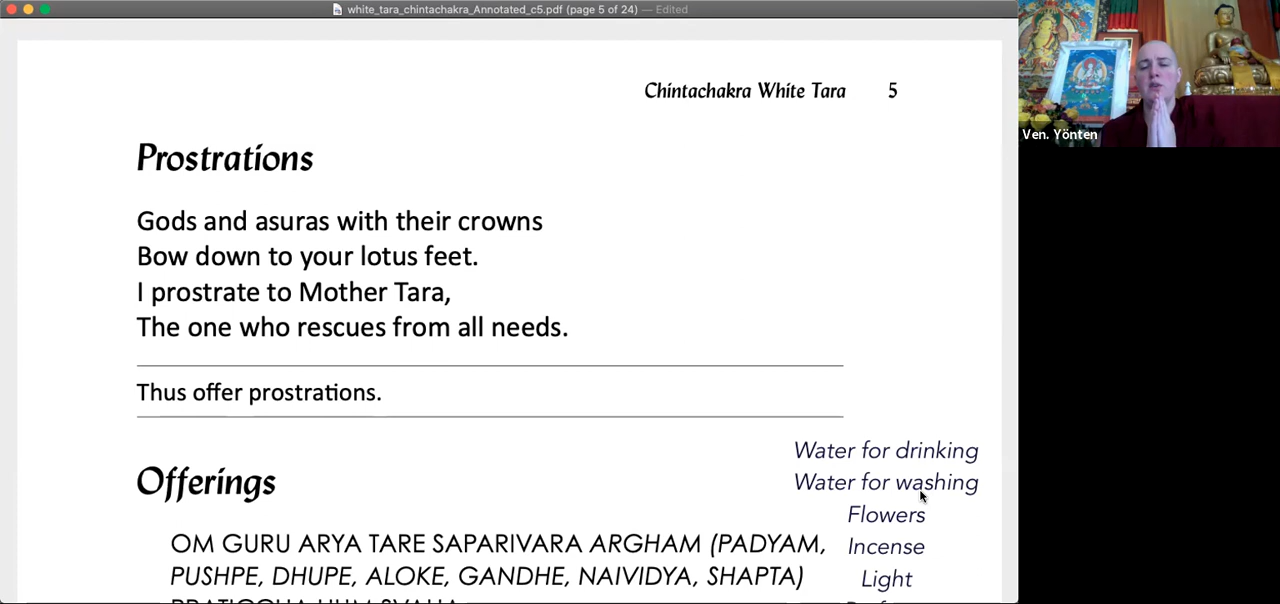 white_tara_chintachakra_Annotated_c5.pdf (page 5 of 24) — Edited
Chintachakra White Tara 5
Prostrations
Gods and asuras with their crowns
Bow down to your lotus feet.
I prostrate to Mother Tara,
The one who rescues from all needs.
Thus offer prostrations.
Offerings
OM GURU ARYA TARE SAPARIVARA ARGHAM (PADYAM,
PUSHPE, DHUPE, ALOKE, GANDHE, NAIVIDYA, SHAPTA)
Water for drinking
Water for washing
Flowers
Incense
Light
Ven. Yönten